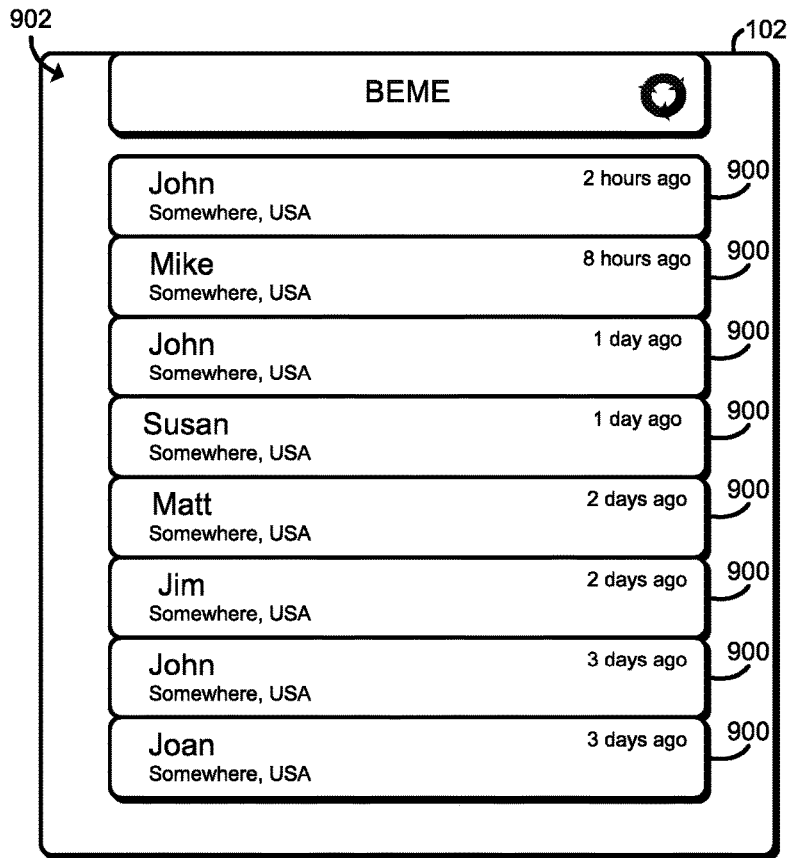 902
102
BEME
John
2 hours ago
900
Somewhere, USA
Mike
8 hours ago
900
Somewhere, USA
John
1 day ago
900
Somewhere, USA
Susan
1 day ago
900
Somewhere, USA
Matt
2 days ago
900
Somewhere, USA
Jim
2 days ago
900
Somewhere, USA
John
3 days ago
900
Somewhere, USA
Joan
3 days ago
900
Somewhere, USA